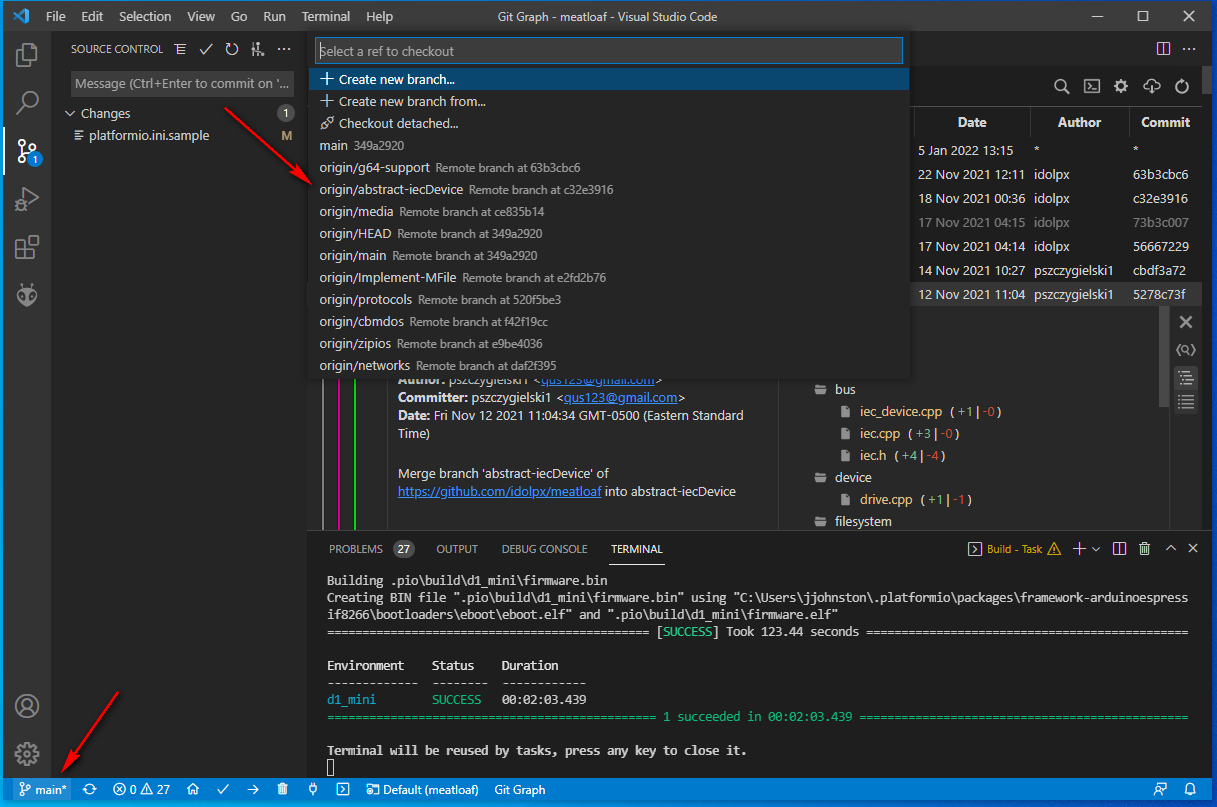 File Edit Selection View Go Run Terminal Help Git Graph - meatloaf - Visual Studio Code
SOURCE CONTROL
Message (Ctrl+Enter to commit on '...
Changes 1
platformio.ini.sample M
1
Select a ref to checkout
Create new branch...
Create new branch from...
Checkout detached...
main 349a2920
origin/g64-support Remote branch at 63b3cbc6
origin/abstract-iecDevice Remote branch at c32e3916
origin/media Remote branch at ce835b14
origin/HEAD Remote branch at 349a2920
origin/main Remote branch at 349a2920
origin/Implement-MFile Remote branch at e2fd2b76
origin/protocols Remote branch at 520f5be3
origin/cbmdos Remote branch at f42f19cc
origin/zipios Remote branch at e9be4036
origin/networks Remote branch at daf2f395
Date Author Commit
5 Jan 2022 13:15 * *
22 Nov 2021 12:11 idolpx 63b3cbc6
18 Nov 2021 00:36 idolpx c32e3916
17 Nov 2021 04:15 idolpx 73b3c007
17 Nov 2021 04:14 idolpx 56667229
14 Nov 2021 10:27 pszczygielski1 cbdf3a72
12 Nov 2021 11:04 pszczygielski1 5278c73f
Author: pszczygielski1 <qus123@gmail.com>
Committer: pszczygielski1 <qus123@gmail.com>
Date: Fri Nov 12 2021 11:04:34 GMT-0500 (Eastern Standard
Time)
Merge branch 'abstract-iecDevice' of
https://github.com/idolpx/meatloaf into abstract-iecDevice
bus
iec_device.cpp (+1|-0)
iec.cpp (+3|-0)
iec.h (+4|-4)
device
drive.cpp (+1|-1)
filesystem
PROBLEMS 27 OUTPUT DEBUG CONSOLE TERMINAL Build - Task
Building .pio\build\d1_mini\firmware.bin
Creating BIN file ".pio\build\d1_mini\firmware.bin" using "C:\Users\jjohnston\.platformio\packages\framework-arduinoespress
if8266\bootloaders\eboot\eboot.elf" and ".pio\build\d1_mini\firmware.elf"
========================================== [SUCCESS] Took 123.44 seconds ==========================================
Environment Status Duration
------------- -------- ------------
d1_mini SUCCESS 00:02:03.439
=========================================== 1 succeeded in 00:02:03.439 ===========================================
Terminal will be reused by tasks, press any key to close it.
main* 0 27 Default (meatloaf) Git Graph